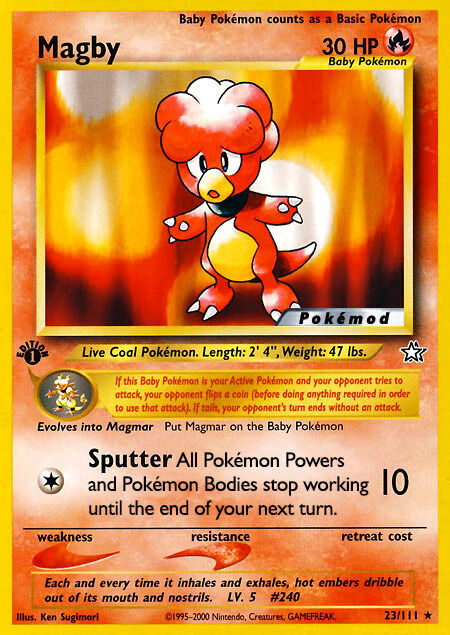 Baby Pokémon counts as a Basic Pokémon
Magby
30 HP
Baby Pokémon
Pokémod
EDITION
1
Live Coal Pokémon. Length: 2' 4", Weight: 47 lbs.
If this Baby Pokémon is your Active Pokémon and your opponent tries to
attack, your opponent flips a coin (before doing anything required in order
to use that attack). If tails, your opponent's turn ends without an attack.
Evolves into Magmar Put Magmar on the Baby Pokémon
Sputter All Pokémon Powers
and Pokémon Bodies stop working
until the end of your next turn.
10
weakness
resistance
retreat cost
Each and every time it inhales and exhales, hot embers dribble
out of its mouth and nostrils. LV. 5 #240
Illus. Ken Sugimori
©1995-2000 Nintendo, Creatures, GAMEFREAK.
23/111 ★